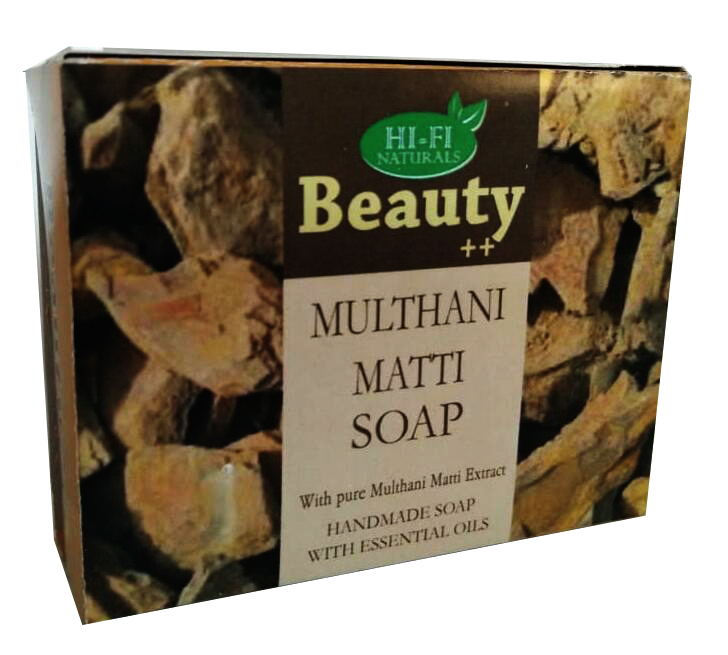 HI-FI
NATURALS
Beauty
++
MULTHANI
MATTI
SOAP
With pure Multhani Matti Extract
HANDMADE SOAP
WITH ESSENTIAL OILS